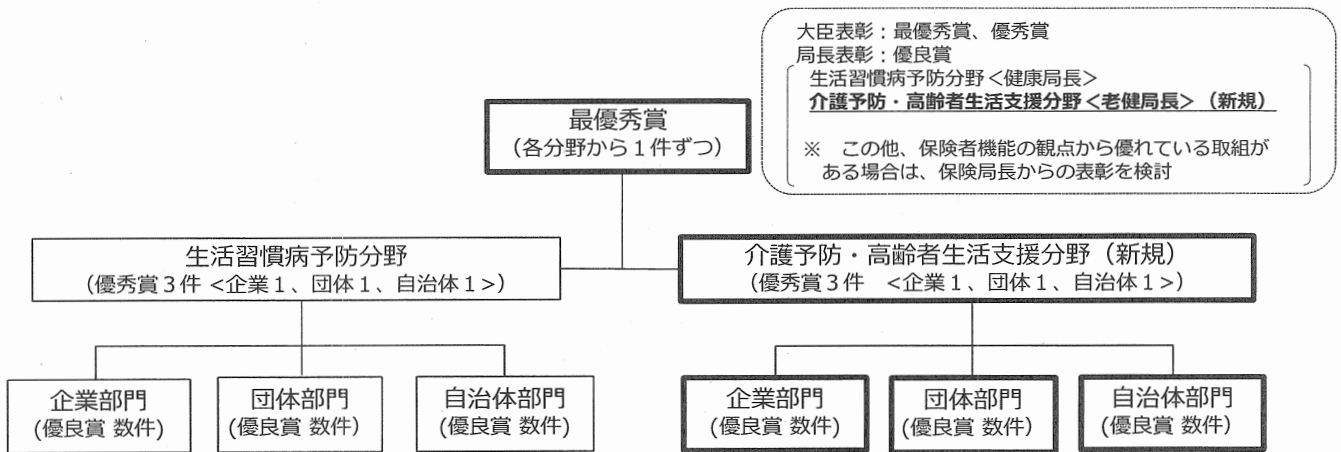 大臣表彰：最優秀賞、優秀賞
局長表彰：優良賞
生活習慣病予防分野＜健康局長＞
介護予防・高齢者生活支援分野＜老健局長＞（新規）
※　この他、保険者機能の観点から優れている取組が
ある場合は、保険局長からの表彰を検討
最優秀賞
（各分野から１件ずつ）
生活習慣病予防分野
（優秀賞３件 <企業１、団体１、自治体１>）
介護予防・高齢者生活支援分野（新規）
（優秀賞３件　<企業１、団体１、自治体１>）
企業部門
(優良賞 数件)
団体部門
(優良賞 数件）
自治体部門
(優良賞 数件)
企業部門
(優良賞 数件)
団体部門
(優良賞 数件）
自治体部門
(優良賞 数件）